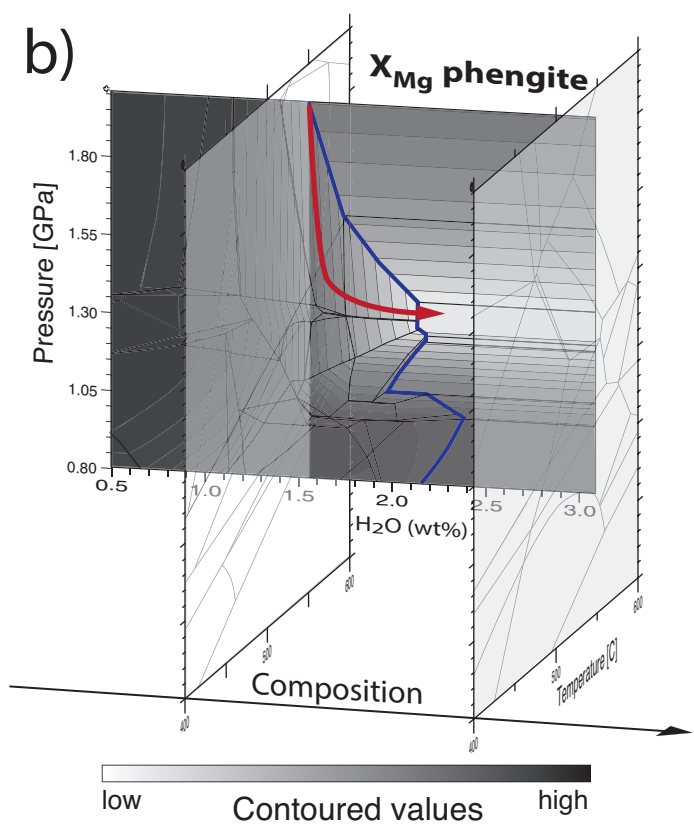 b)
X Mg phengite
Pressure [GPa]
1.80
1.55
1.30
1.05
0.80
0.5
1.0
1.5
2.0
2.5
3.0
H2O (wt%)
600
500
400
Composition
600
500
400
Temperature [C]
low
high
Contoured values